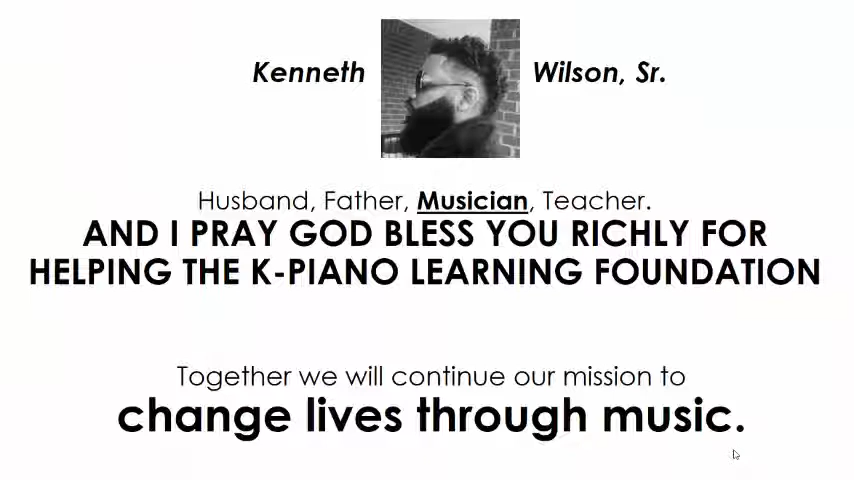 Kenneth Wilson, Sr.
Husband, Father, Musician, Teacher.
AND I PRAY GOD BLESS YOU RICHLY FOR
HELPING THE K-PIANO LEARNING FOUNDATION
Together we will continue our mission to
change lives through music.